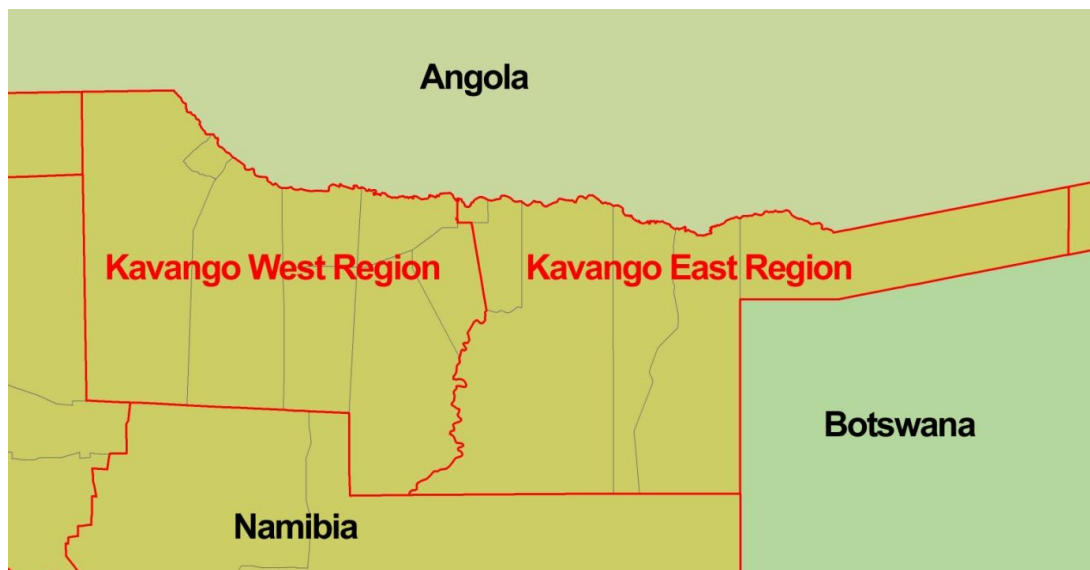 Angola
Kavango West Region
Kavango East Region
Botswana
Namibia